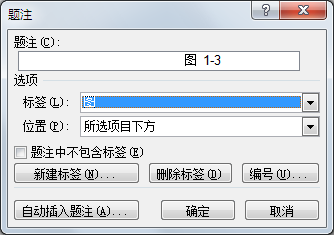 题注
题注(C):
图 1-3
选项
标签(L): 图
位置(P): 所选项目下方
题注中不包含标签(E)
新建标签(N)... 删除标签(D) 编号(U)...
自动插入题注(A)... 确定 取消